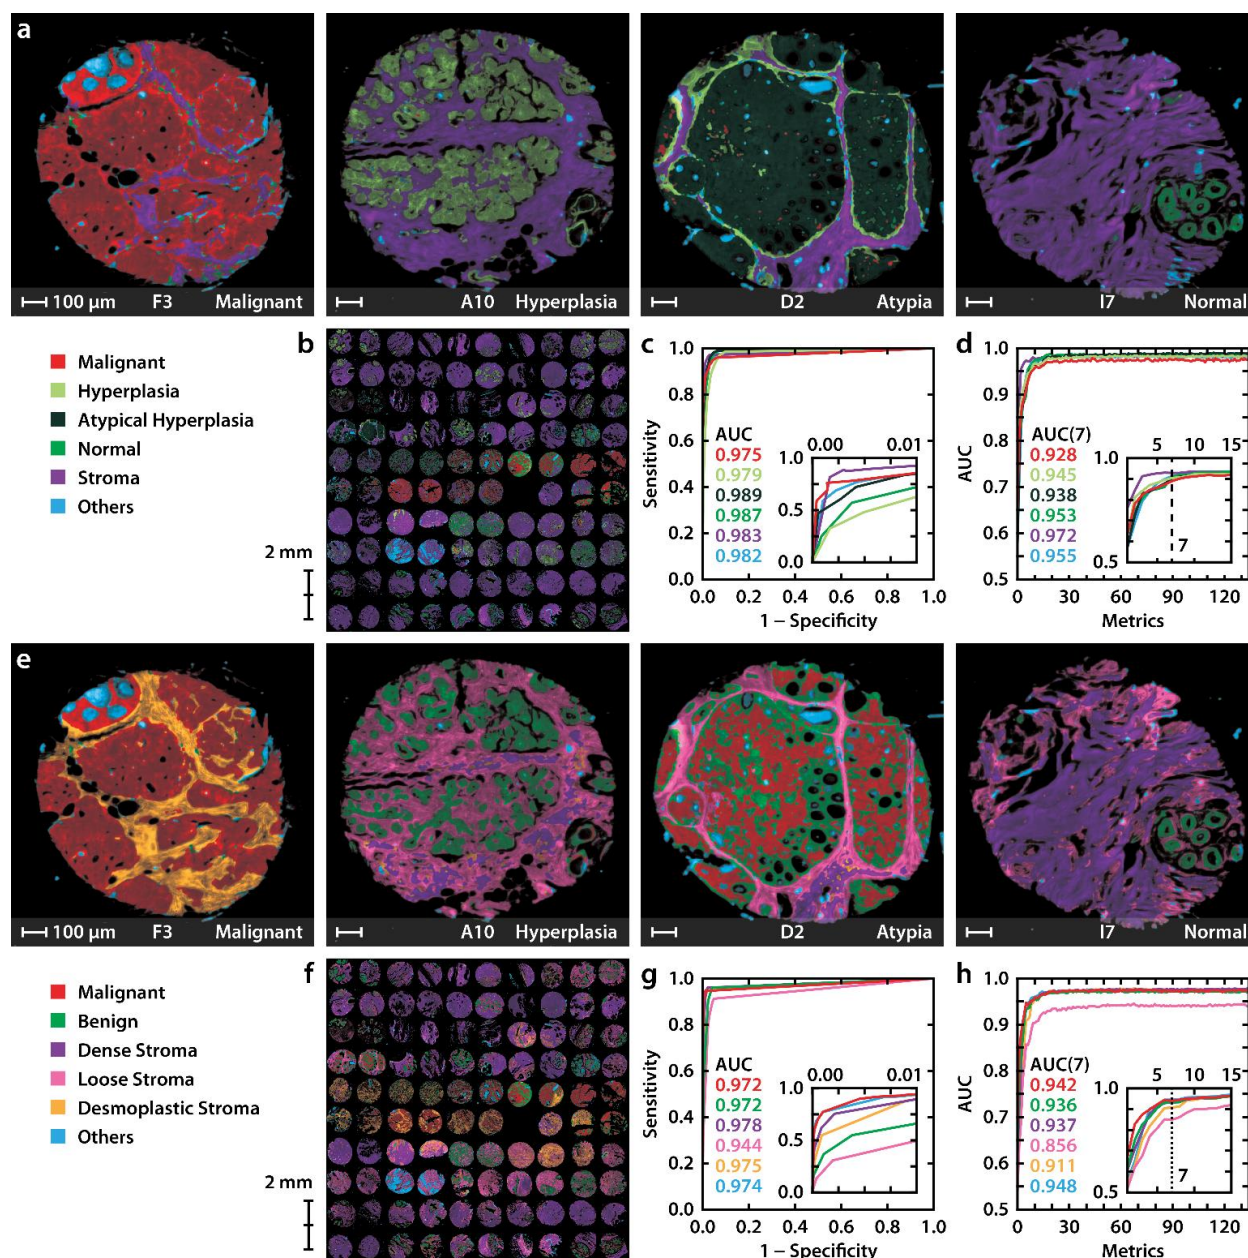 a
100 µm F3 Malignant
A10 Hyperplasia
D2 Atypia
I7 Normal
Malignant
Hyperplasia
Atypical Hyperplasia
Normal
Stroma
Others
2 mm
b
c
1.0
0.8
0.6
0.4
0.2
0.0
Sensitivity
AUC
0.975
0.979
0.989
0.987
0.983
0.982
0.00 0.01
1.0
0.5
0.0
0.0 0.2 0.4 0.6 0.8 1.0
1 – Specificity
d
1.0
0.9
0.8
0.7
0.6
0.5
AUC
AUC(7)
0.928
0.945
0.938
0.953
0.972
0.955
5 10 15
1.0
0.5
7
0 30 60 90 120
Metrics
e
100 µm F3 Malignant
A10 Hyperplasia
D2 Atypia
I7 Normal
Malignant
Benign
Dense Stroma
Loose Stroma
Desmoplastic Stroma
Others
2 mm
f
g
1.0
0.8
0.6
0.4
0.2
0.0
Sensitivity
AUC
0.972
0.972
0.978
0.944
0.975
0.974
0.00 0.01
1.0
0.5
0.0
0.0 0.2 0.4 0.6 0.8 1.0
1 – Specificity
h
1.0
0.9
0.8
0.7
0.6
0.5
AUC
AUC(7)
0.942
0.936
0.937
0.856
0.911
0.948
5 10 15
1.0
0.5
7
0 30 60 90 120
Metrics